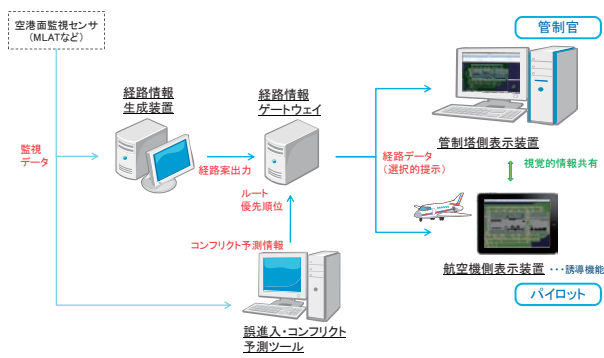 空港面監視センサ
(MLATなど)
管制官
経路情報
生成装置
経路情報
ゲートウェイ
監視
データ
経路案出力
経路データ
(選択的提示)
管制塔側表示装置
視覚的情報共有
ルート
優先順位
コンフリクト予測情報
航空機側表示装置 ・・・誘導機能
パイロット
誤進入・コンフリクト
予測ツール